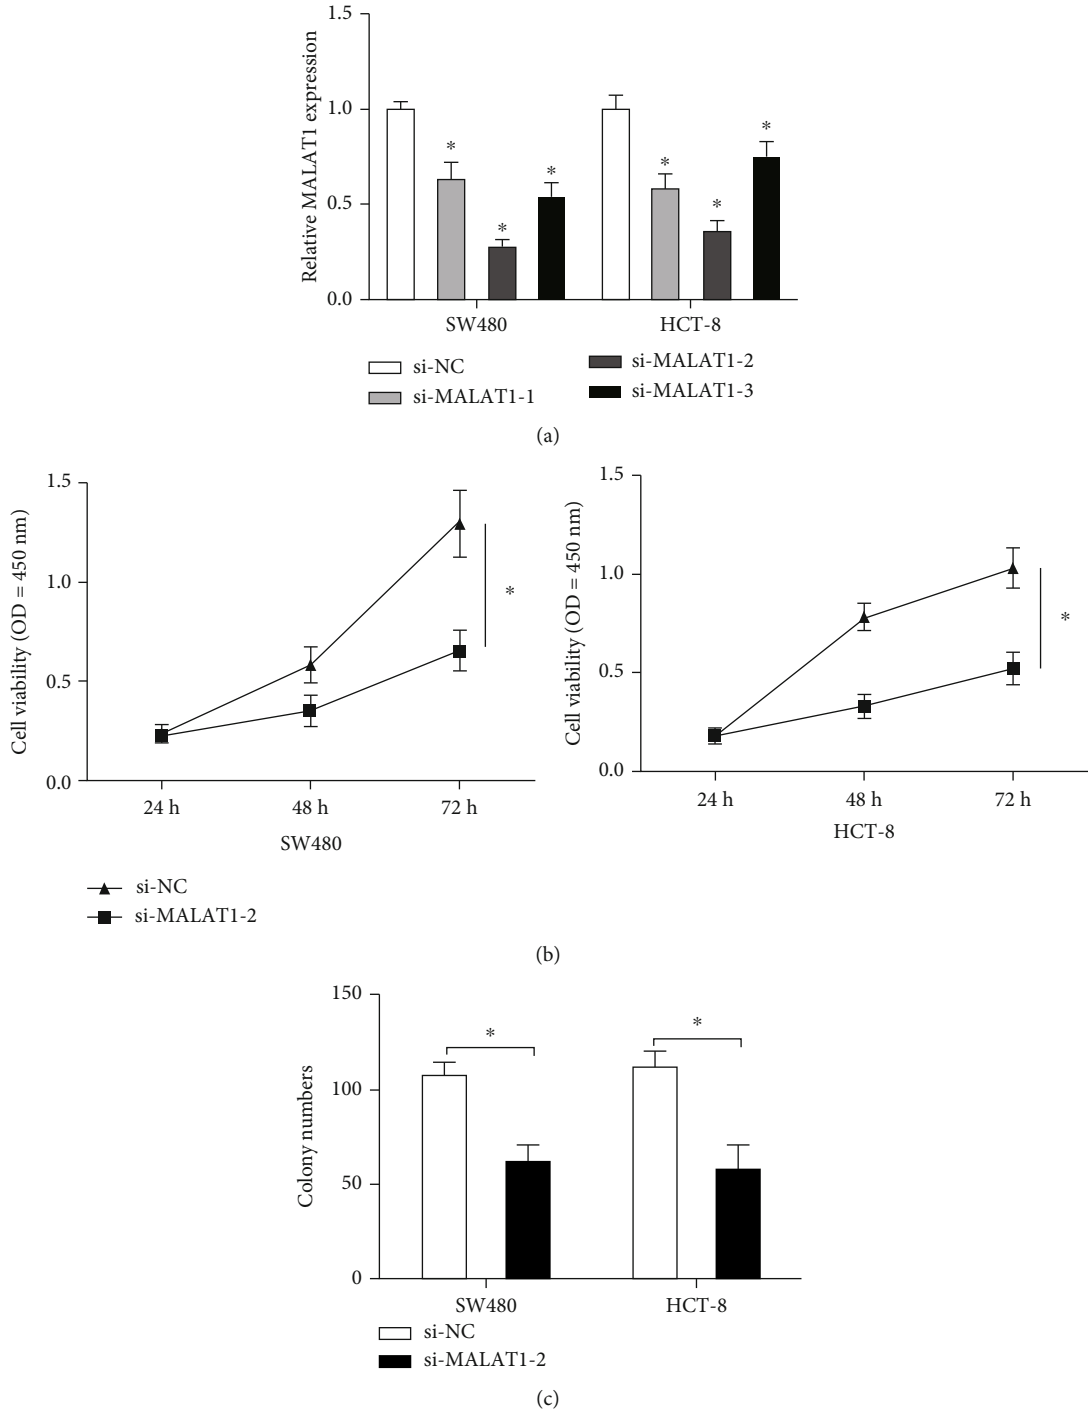 Relative MALAT1 expression
1.5
1.0
0.5
0.0
*
*
*
*
*
*
SW480
HCT-8
si-NC
si-MALAT1-1
si-MALAT1-2
si-MALAT1-3
(a)
Cell viability (OD = 450 nm)
1.5
1.0
0.5
0.0
*
24 h
48 h
72 h
SW480
Cell viability (OD = 450 nm)
1.5
1.0
0.5
0.0
*
24 h
48 h
72 h
HCT-8
si-NC
si-MALAT1-2
(b)
Colony numbers
150
100
50
0
*
*
SW480
HCT-8
si-NC
si-MALAT1-2
(c)